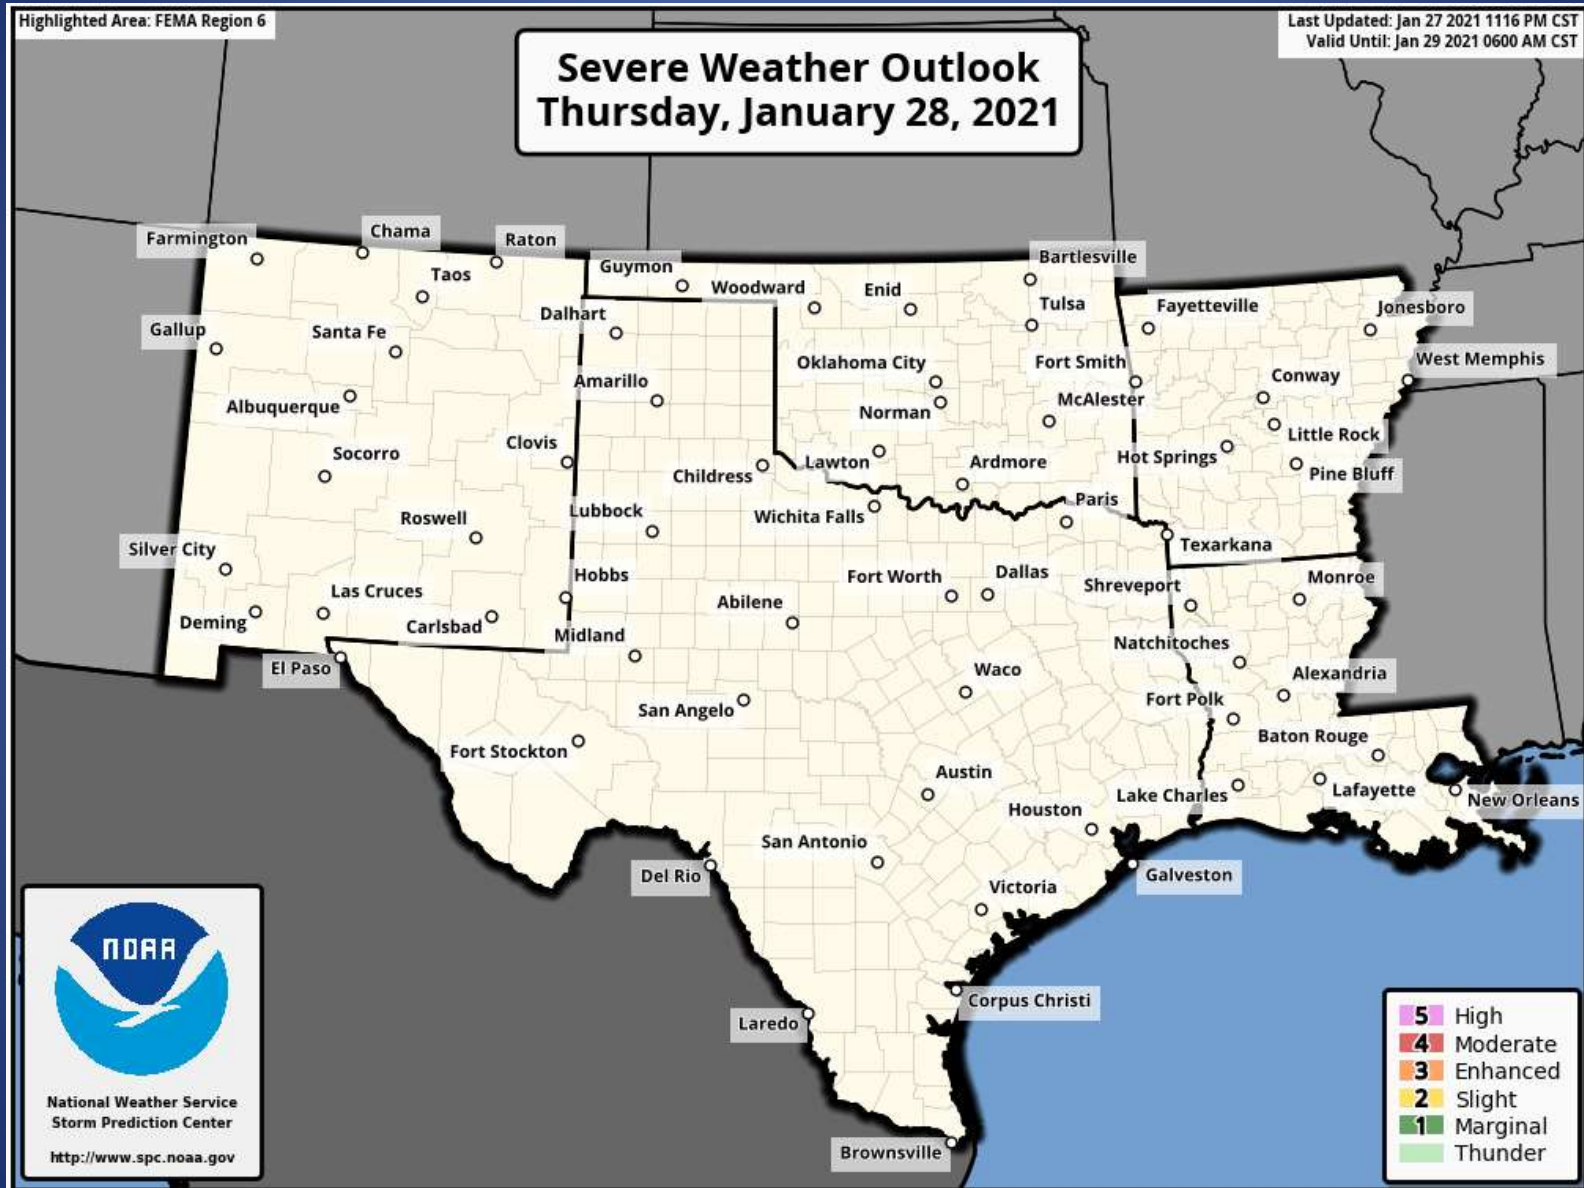 Highlighted Area: FEMA Region 6
Last Updated: Jan 27 2021 1116 PM CST
Valid Until: Jan 29 2021 0600 AM CST
Severe Weather Outlook
Thursday, January 28, 2021
Farmington
Chama
Raton
Taos
Guymon
Woodward
Enid
Bartlesville
Tulsa
Fayetteville
Jonesboro
Gallup
Santa Fe
Dalhart
Oklahoma City
Fort Smith
West Memphis
Albuquerque
Amarillo
Norman
McAlester
Conway
Little Rock
Socorro
Clovis
Childress
Lawton
Ardmore
Hot Springs
Pine Bluff
Roswell
Lubbock
Wichita Falls
Paris
Texarkana
Silver City
Las Cruces
Hobbs
Fort Worth
Dallas
Shreveport
Monroe
Deming
Carlsbad
Abilene
Midland
Natchitoches
El Paso
San Angelo
Waco
Alexandria
Fort Polk
Fort Stockton
Baton Rouge
Austin
Houston
Lake Charles
Lafayette
New Orleans
San Antonio
Del Rio
Victoria
Galveston
Laredo
Corpus Christi
Brownsville
NOAA
National Weather Service
Storm Prediction Center
http://www.spc.noaa.gov
5 High
4 Moderate
3 Enhanced
2 Slight
1 Marginal
Thunder